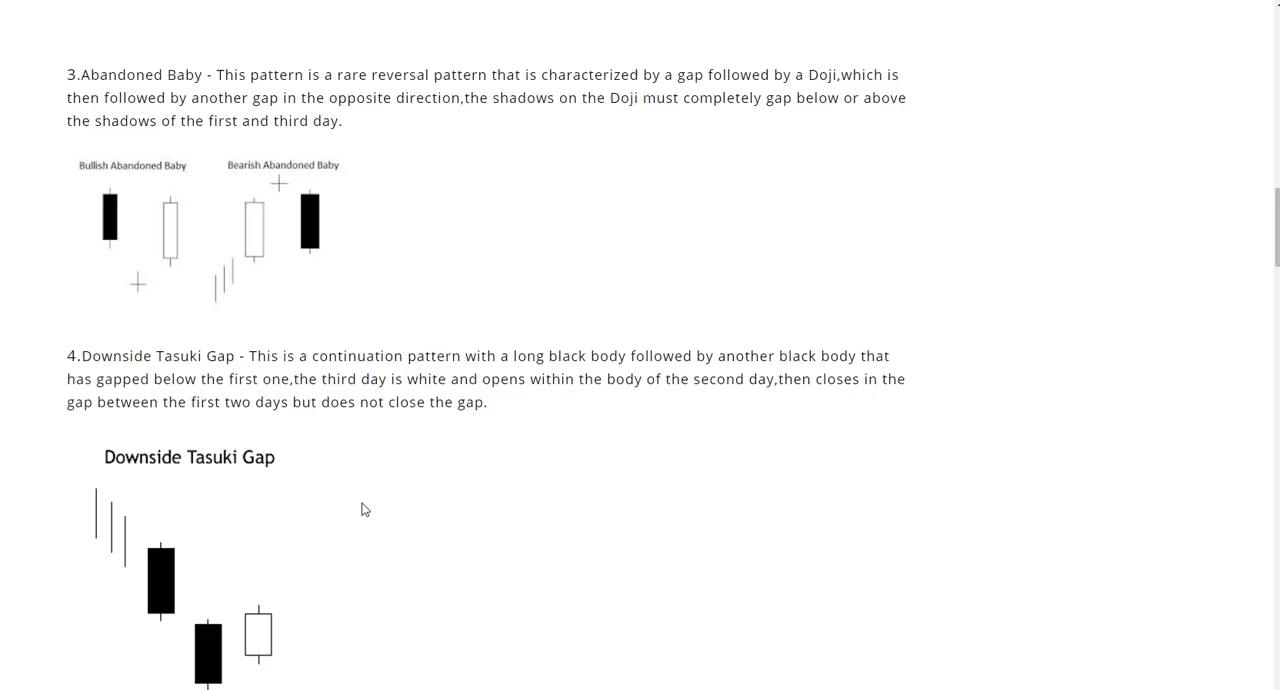 3.Abandoned Baby - This pattern is a rare reversal pattern that is characterized by a gap followed by a Doji,which is
then followed by another gap in the opposite direction,the shadows on the Doji must completely gap below or above
the shadows of the first and third day.
Bullish Abandoned Baby
Bearish Abandoned Baby
4.Downside Tasuki Gap - This is a continuation pattern with a long black body followed by another black body that
has gapped below the first one,the third day is white and opens within the body of the second day,then closes in the
gap between the first two days but does not close the gap.
Downside Tasuki Gap